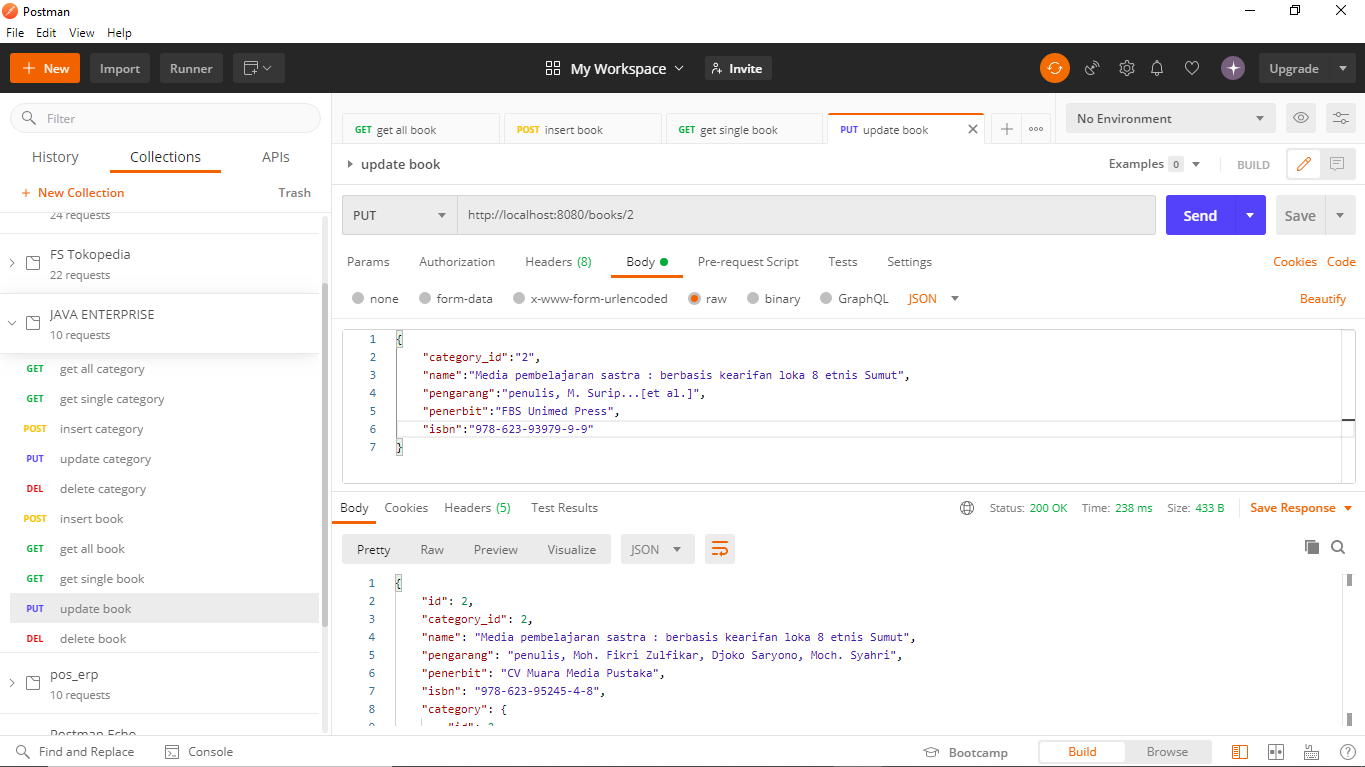 Postman
File Edit View Help
+ New Import Runner My Workspace Invite Upgrade
Filter
History Collections APIs
+ New Collection Trash
24 requests
FS Tokopedia
22 requests
JAVA ENTERPRISE
10 requests
GET get all category
GET get single category
POST insert category
PUT update category
DEL delete category
POST insert book
GET get all book
GET get single book
PUT update book
DEL delete book
pos_erp
10 requests
Postman Echo
GET get all book POST insert book GET get single book PUT update book No Environment
update book Examples 0 BUILD
PUT http://localhost:8080/books/2 Send Save
Params Authorization Headers (8) Body Pre-request Script Tests Settings Cookies Code
none form-data x-www-form-urlencoded raw binary GraphQL JSON Beautify
1 {
2 "category_id":"2",
3 "name":"Media pembelajaran sastra : berbasis kearifan loka 8 etnis Sumut",
4 "pengarang":"penulis, M. Surip...[et al.]",
5 "penerbit":"FBS Unimed Press",
6 "isbn":"978-623-93979-9-9"
7 }
Body Cookies Headers (5) Test Results Status: 200 OK Time: 238 ms Size: 433 B Save Response
Pretty Raw Preview Visualize JSON
1 {
2 "id": 2,
3 "category_id": 2,
4 "name": "Media pembelajaran sastra : berbasis kearifan loka 8 etnis Sumut",
5 "pengarang": "penulis, Moh. Fikri Zulfikar, Djoko Saryono, Moch. Syahri",
6 "penerbit": "CV Muara Media Pustaka",
7 "isbn": "978-623-95245-4-8",
8 "category": {
9 "id": 2
Find and Replace Console Bootcamp Build Browse